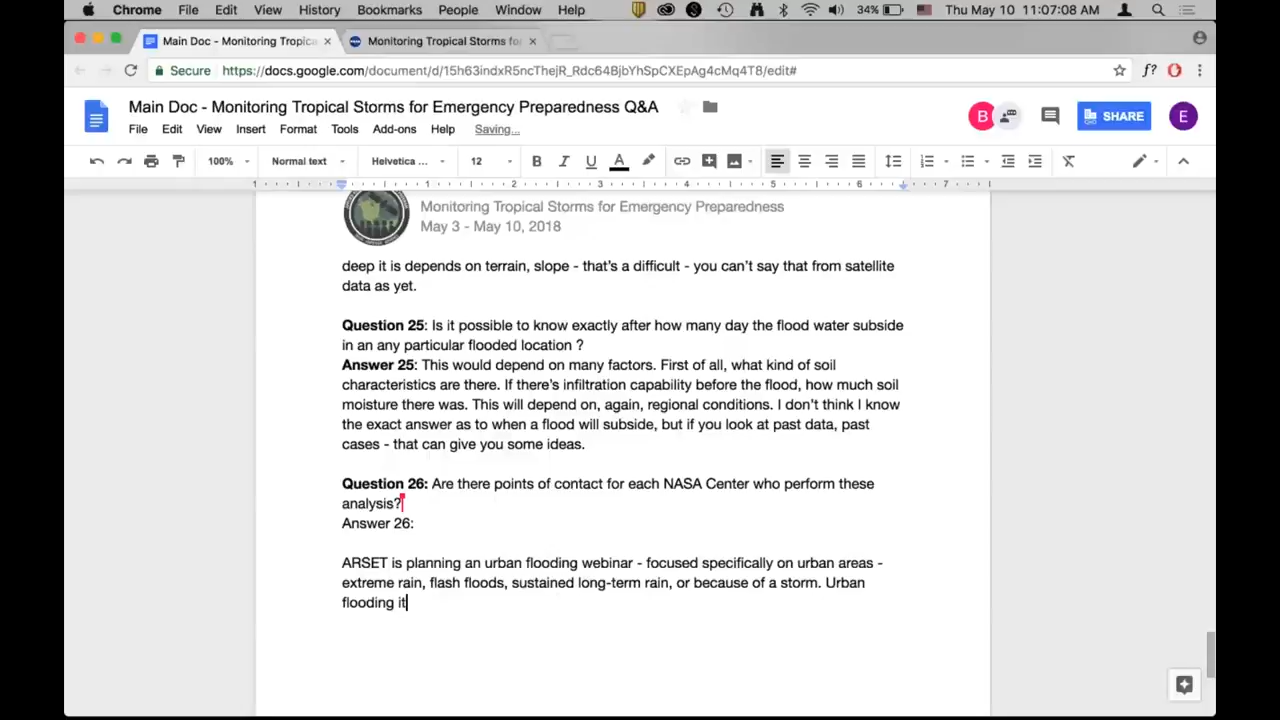 Chrome File Edit View History Bookmarks People Window Help 34% Thu May 10 11:07:08 AM
Main Doc - Monitoring Tropica × Monitoring Tropical Storms fo ×
Secure https://docs.google.com/document/d/15h63indxR5ncThejR_Rdc64BjbYhSpCXEpAg4cMq4T8/edit# f?
Main Doc - Monitoring Tropical Storms for Emergency Preparedness Q&A
B SHARE E
File Edit View Insert Format Tools Add-ons Help Saving...
100% Normal text Helvetica ... 12 B I U A
1 1 2 3 4 5 6 7
Monitoring Tropical Storms for Emergency Preparedness
May 3 - May 10, 2018
deep it is depends on terrain, slope - that's a difficult - you can't say that from satellite
data as yet.
Question 25: Is it possible to know exactly after how many day the flood water subside
in an any particular flooded location ?
Answer 25: This would depend on many factors. First of all, what kind of soil
characteristics are there. If there's infiltration capability before the flood, how much soil
moisture there was. This will depend on, again, regional conditions. I don't think I know
the exact answer as to when a flood will subside, but if you look at past data, past
cases - that can give you some ideas.
Question 26: Are there points of contact for each NASA Center who perform these
analysis?
Answer 26:
ARSET is planning an urban flooding webinar - focused specifically on urban areas -
extreme rain, flash floods, sustained long-term rain, or because of a storm. Urban
flooding it